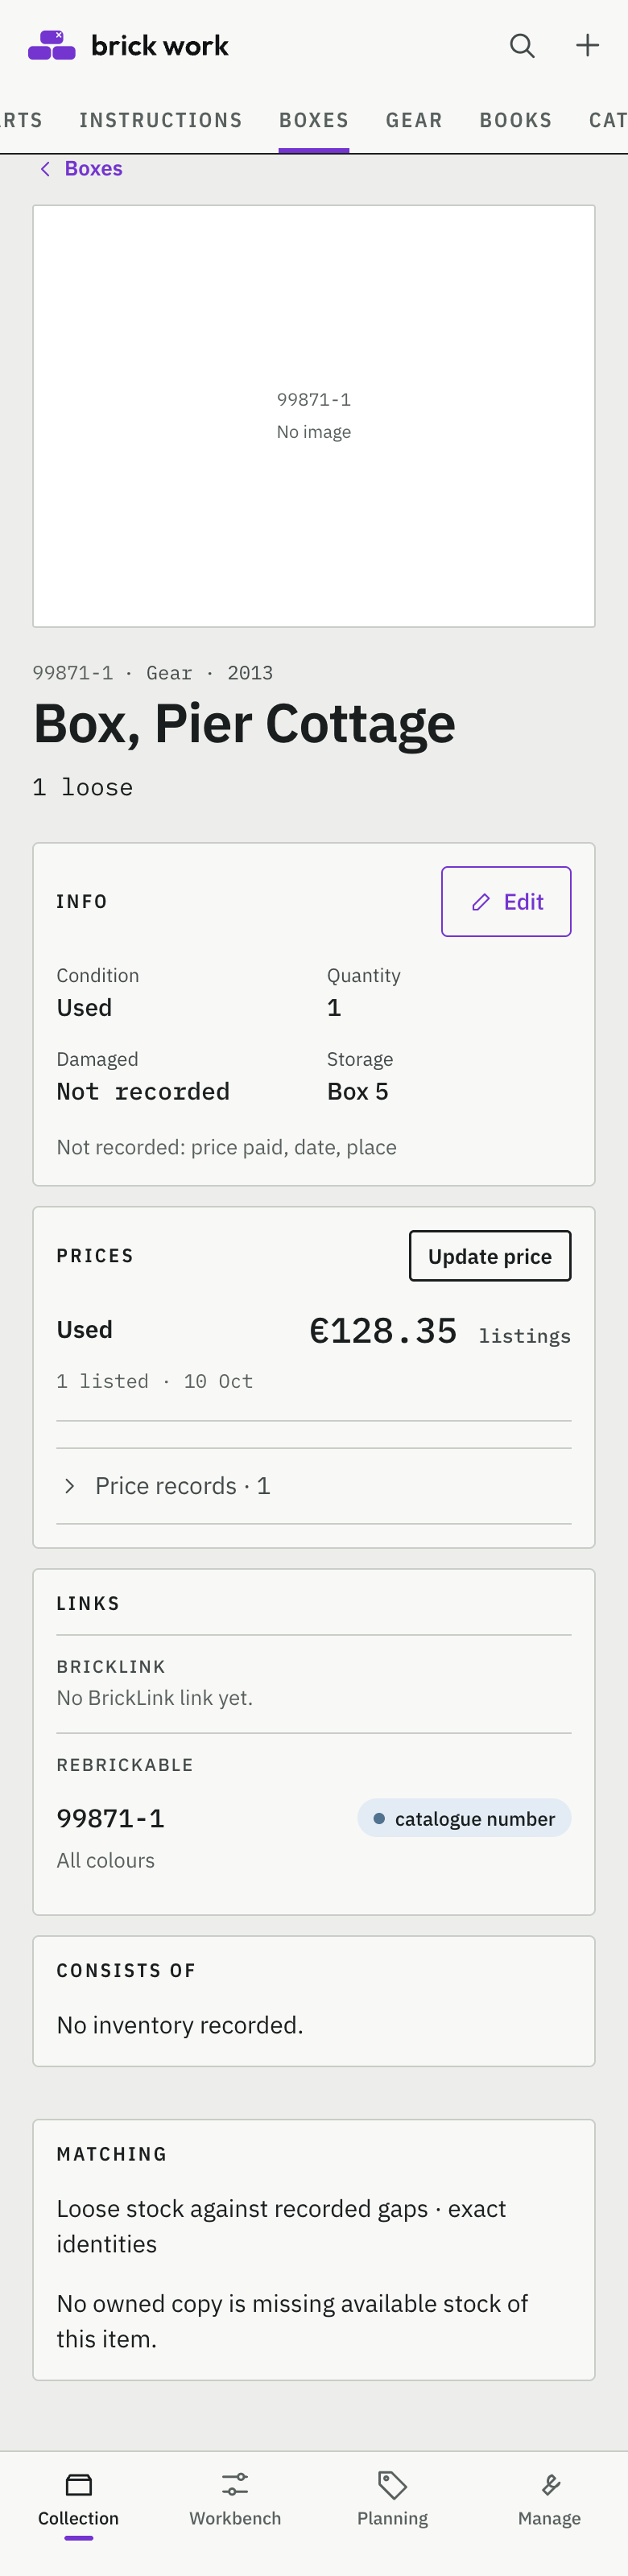 brick work
RTS INSTRUCTIONS BOXES GEAR BOOKS CAT
Boxes
99871-1
No image
99871-1 · Gear · 2013
Box, Pier Cottage
1 loose
INFO
Edit
Condition Quantity
Used 1
Damaged Storage
Not recorded Box 5
Not recorded: price paid, date, place
PRICES Update price
Used €128.35 listings
1 listed · 10 Oct
Price records · 1
LINKS
BRICKLINK
No BrickLink link yet.
REBRICKABLE
99871-1 catalogue number
All colours
CONSISTS OF
No inventory recorded.
MATCHING
Loose stock against recorded gaps · exact
identities
No owned copy is missing available stock of
this item.
Collection Workbench Planning Manage